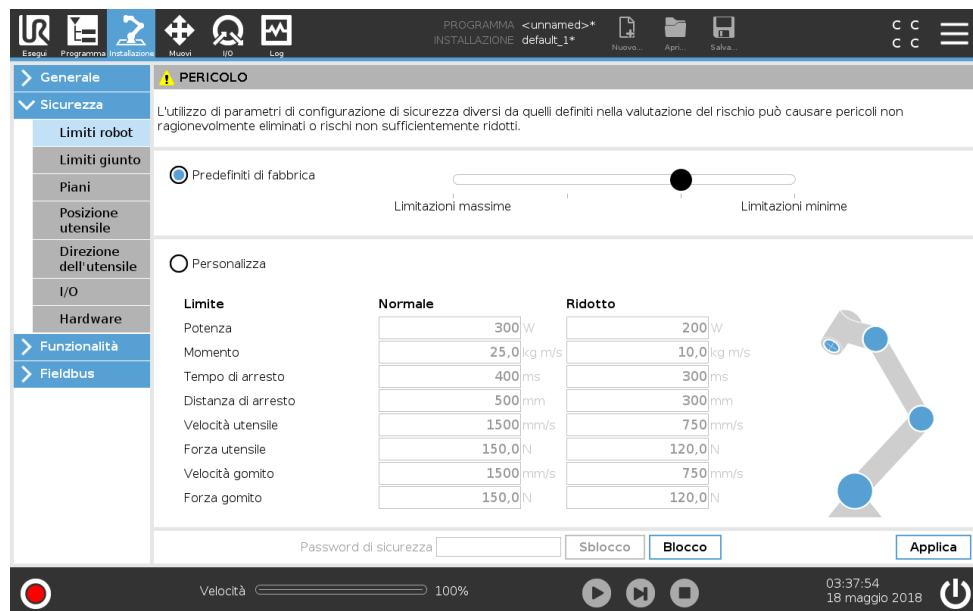 UR
PROGRAMMA <unnamed>*
INSTALLAZIONE default_1*
Esegui Programma Installazione Muovi I/O Log Nuovo... Apri... Salva...
C C
C C
Generale
Sicurezza
Limiti robot
Limiti giunto
Piani
Posizione
utensile
Direzione
dell'utensile
I/O
Hardware
Funzionalità
Fieldbus
PERICOLO
L'utilizzo di parametri di configurazione di sicurezza diversi da quelli definiti nella valutazione del rischio può causare pericoli non
ragionevolmente eliminati o rischi non sufficientemente ridotti.
Predefiniti di fabbrica
Limitazioni massime Limitazioni minime
Personalizza
Limite Normale Ridotto
Potenza 300 W 200 W
Momento 25,0 kg m/s 10,0 kg m/s
Tempo di arresto 400 ms 300 ms
Distanza di arresto 500 mm 300 mm
Velocità utensile 1500 mm/s 750 mm/s
Forza utensile 150,0 N 120,0 N
Velocità gomito 1500 mm/s 750 mm/s
Forza gomito 150,0 N 120,0 N
Password di sicurezza Sblocco Blocco Applica
Velocità 100%
03:37:54
18 maggio 2018